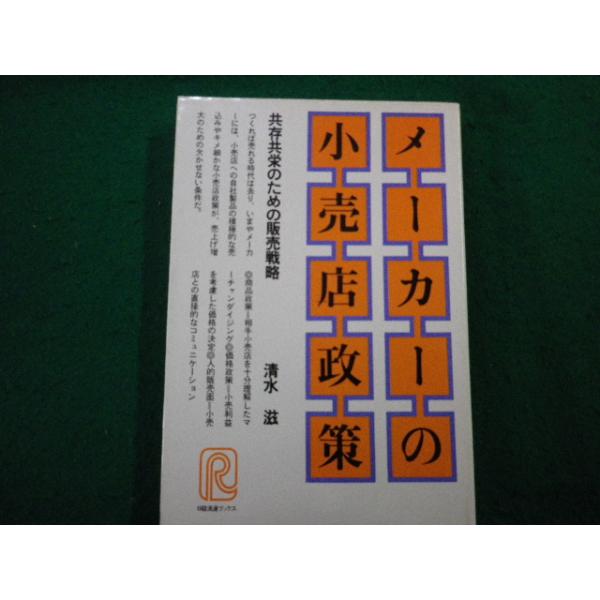 メーカーの
小売店政策
共存共栄のための販売戦略
つくれば売れる時代は去り、いまやメーカ
ーには、小売店への自社製品の積極的な売
込みやキメ細かな小売店政策が、売上げ増
大のための欠かせない条件だ。
◎商品政策＝相手小売店を十分理解したマ
ーチャンダイジング◎価格政策＝小売利益
を考慮した価格の決定◎人的販売面＝小売
店との直接的なコミュニケーション
清水 滋
日経流通ブックス